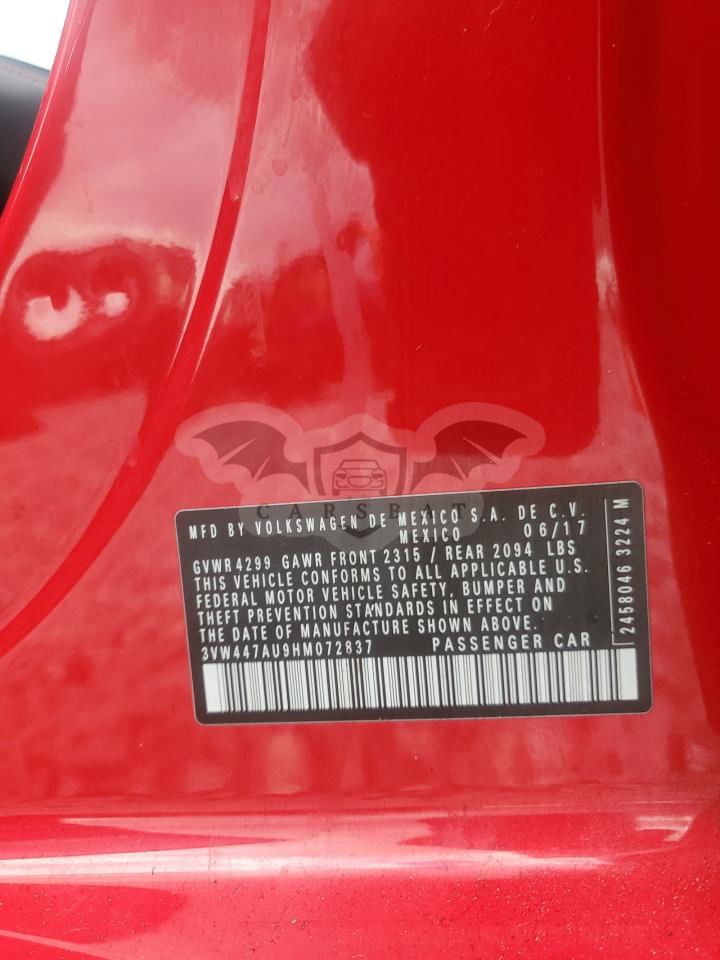 CARSBAT
MFD BY VOLKSWAGEN DE MEXICO S.A. DE C.V.
MEXICO 06/17
GVWR 4299 GAWR FRONT 2315 / REAR 2094 LBS
THIS VEHICLE CONFORMS TO ALL APPLICABLE U.S.
FEDERAL MOTOR VEHICLE SAFETY, BUMPER AND
THEFT PREVENTION STANDARDS IN EFFECT ON
THE DATE OF MANUFACTURE SHOWN ABOVE.
3VW447AU9HM072837 PASSENGER CAR
2458046 3224 M